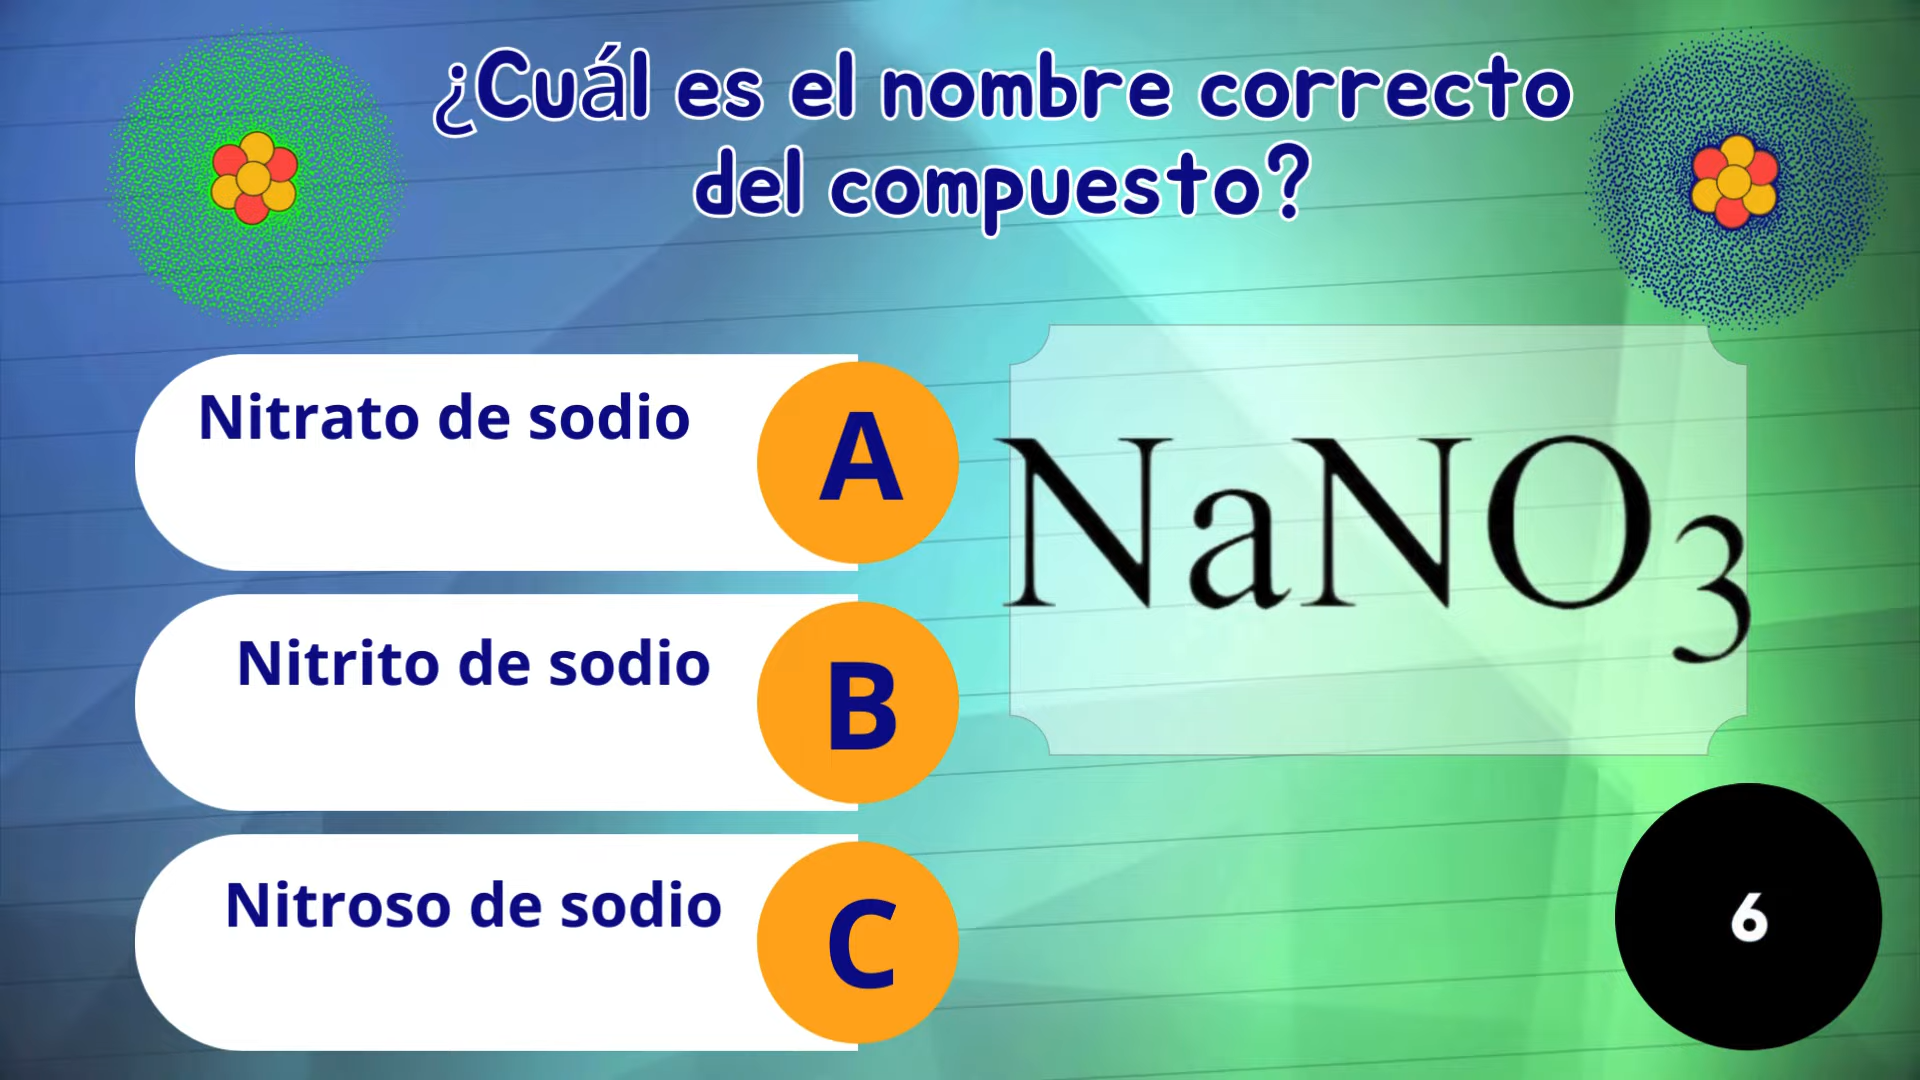 ¿Cuál es el nombre correcto
del compuesto?
Nitrato de sodio
A
Nitrito de sodio
B
Nitroso de sodio
C
NaNO₃
6